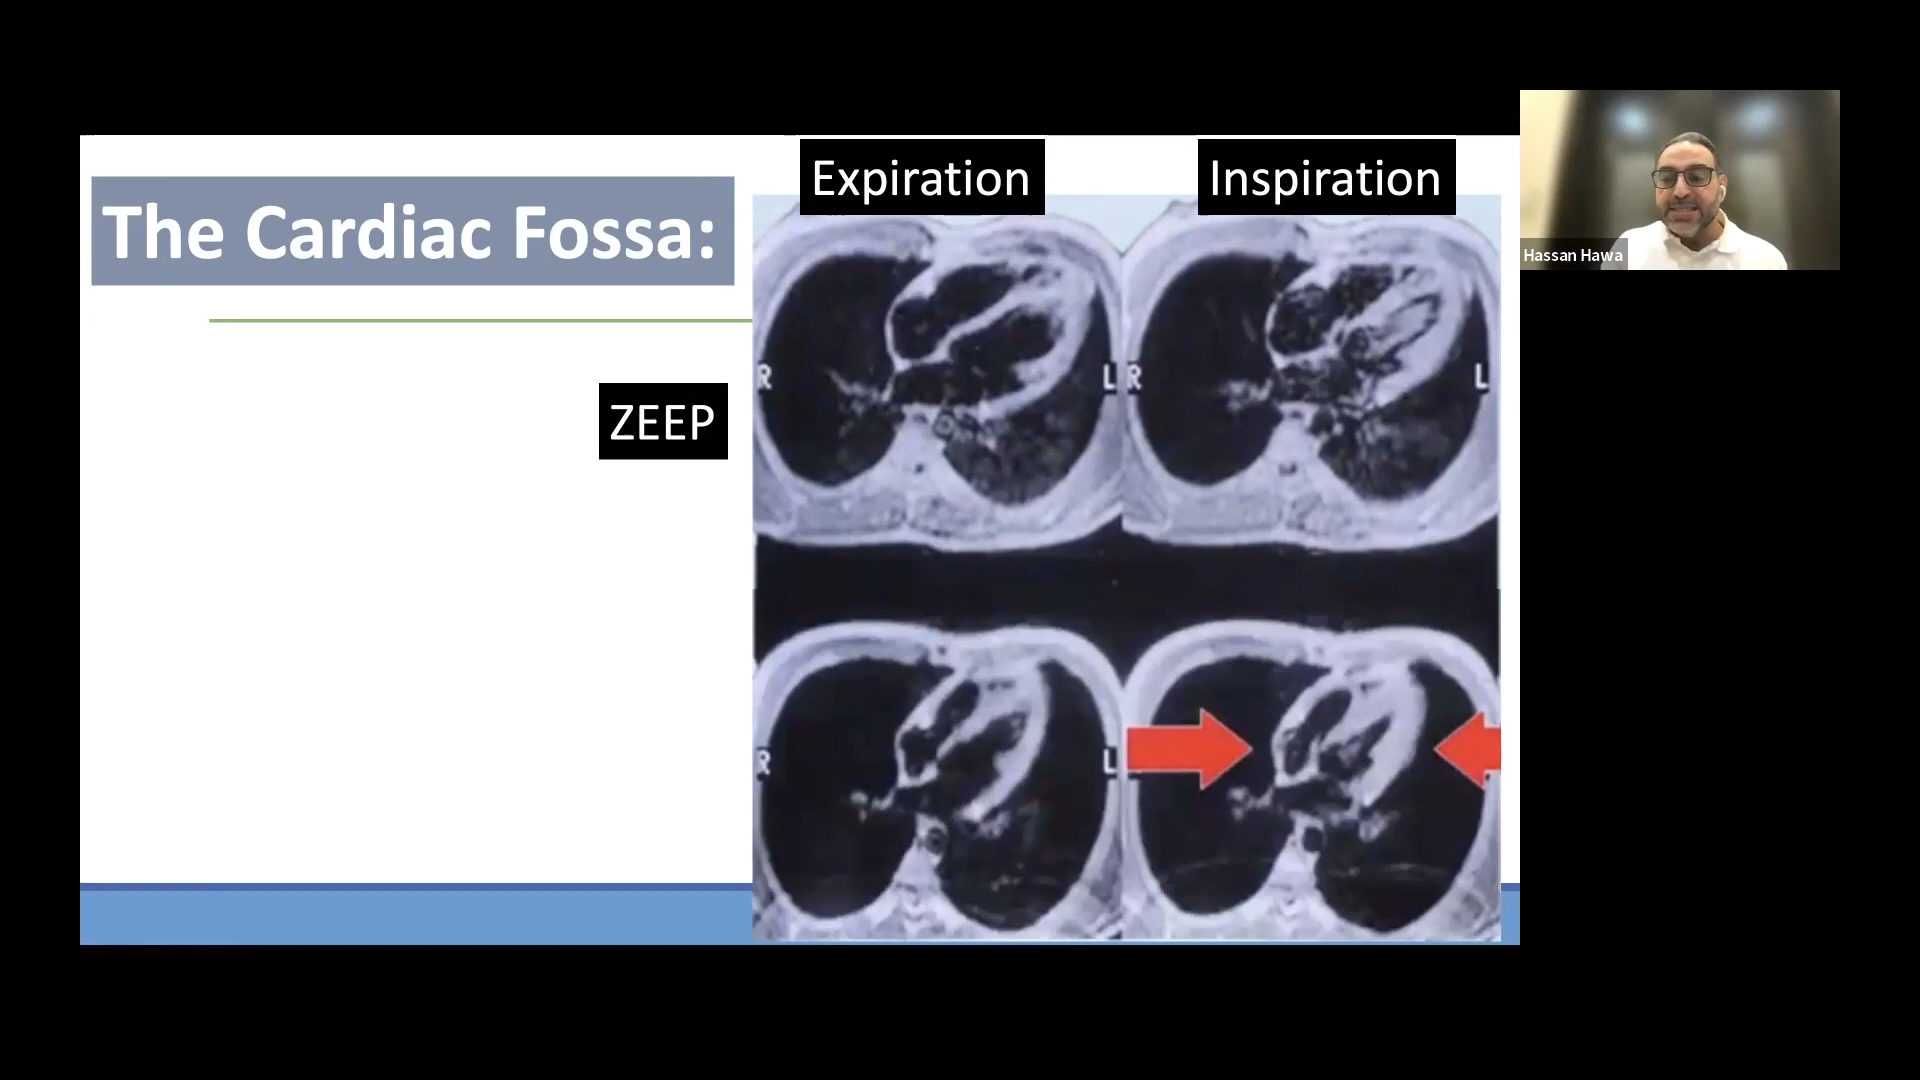 Expiration
Inspiration
The Cardiac Fossa:
Hassan Hawa
R
L
R
L
ZEEP
R
L